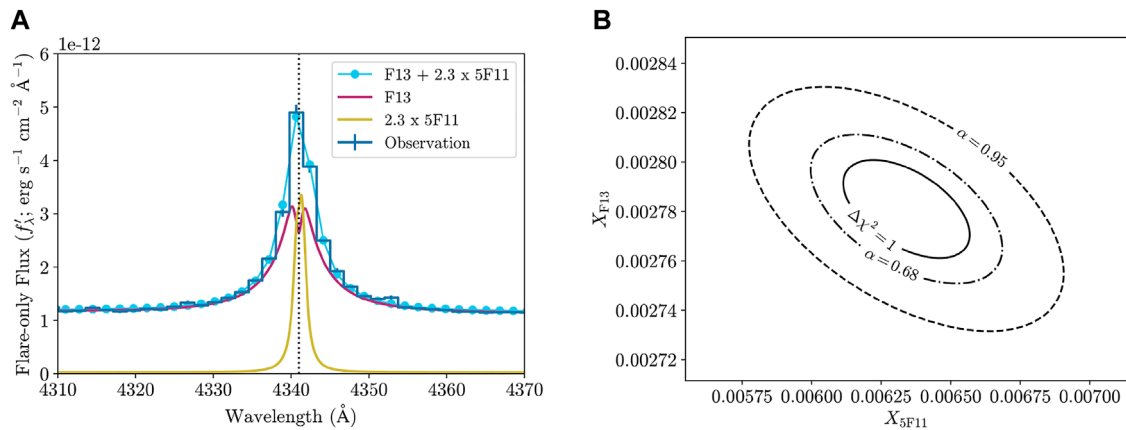 A
1e-12
6
5
4
3
2
1
0
Flare-only Flux (f′λ; erg s⁻¹ cm⁻² Å⁻¹)
F13 + 2.3 x 5F11
F13
2.3 x 5F11
Observation
4310 4320 4330 4340 4350 4360 4370
Wavelength (Å)
B
0.00284
0.00282
0.00280
0.00278
0.00276
0.00274
0.00272
X_F13
α = 0.95
Δχ² = 1
α = 0.68
0.00575 0.00600 0.00625 0.00650 0.00675 0.00700
X_5F11